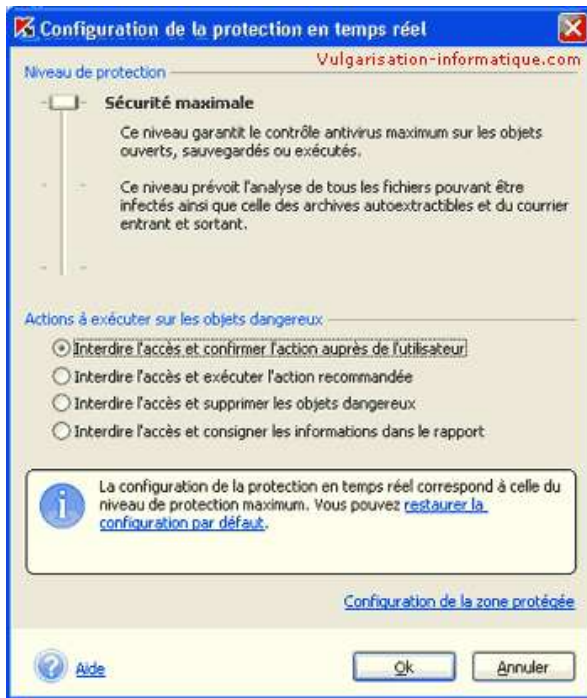 Configuration de la protection en temps réel
Vulgarisation-informatique.com
Niveau de protection
Sécurité maximale
Ce niveau garantit le contrôle antivirus maximum sur les objets
ouverts, sauvegardés ou exécutés.
Ce niveau prévoit l'analyse de tous les fichiers pouvant être
infectés ainsi que celle des archives autoextractibles et du courrier
entrant et sortant.
Actions à exécuter sur les objets dangereux
Interdire l'accès et confirmer l'action auprès de l'utilisateur
Interdire l'accès et exécuter l'action recommandée
Interdire l'accès et supprimer les objets dangereux
Interdire l'accès et consigner les informations dans le rapport
La configuration de la protection en temps réel correspond à celle du
niveau de protection maximum. Vous pouvez restaurer la
configuration par défaut.
Configuration de la zone protégée
Aide
Ok
Annuler